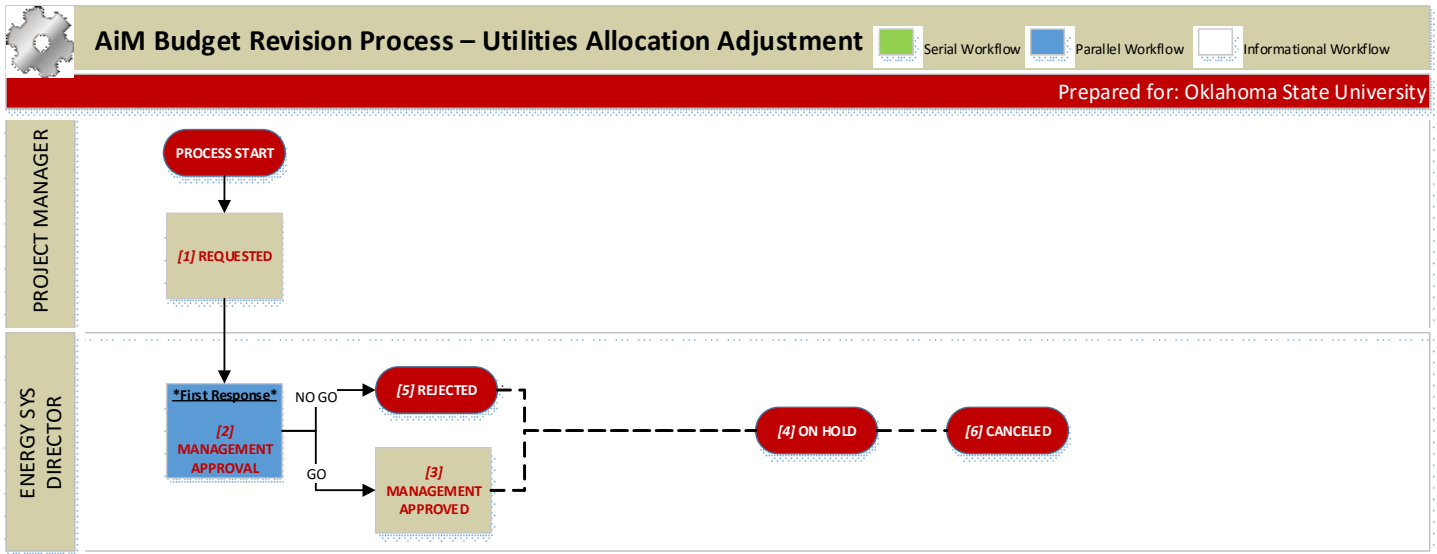 AiM Budget Revision Process – Utilities Allocation Adjustment
Serial Workflow
Parallel Workflow
Informational Workflow
Prepared for: Oklahoma State University
PROJECT MANAGER
PROCESS START
[1] REQUESTED
ENERGY SYS
DIRECTOR
*First Response*
[2]
MANAGEMENT
APPROVAL
NO GO
GO
[5] REJECTED
[3]
MANAGEMENT
APPROVED
[4] ON HOLD
[6] CANCELED